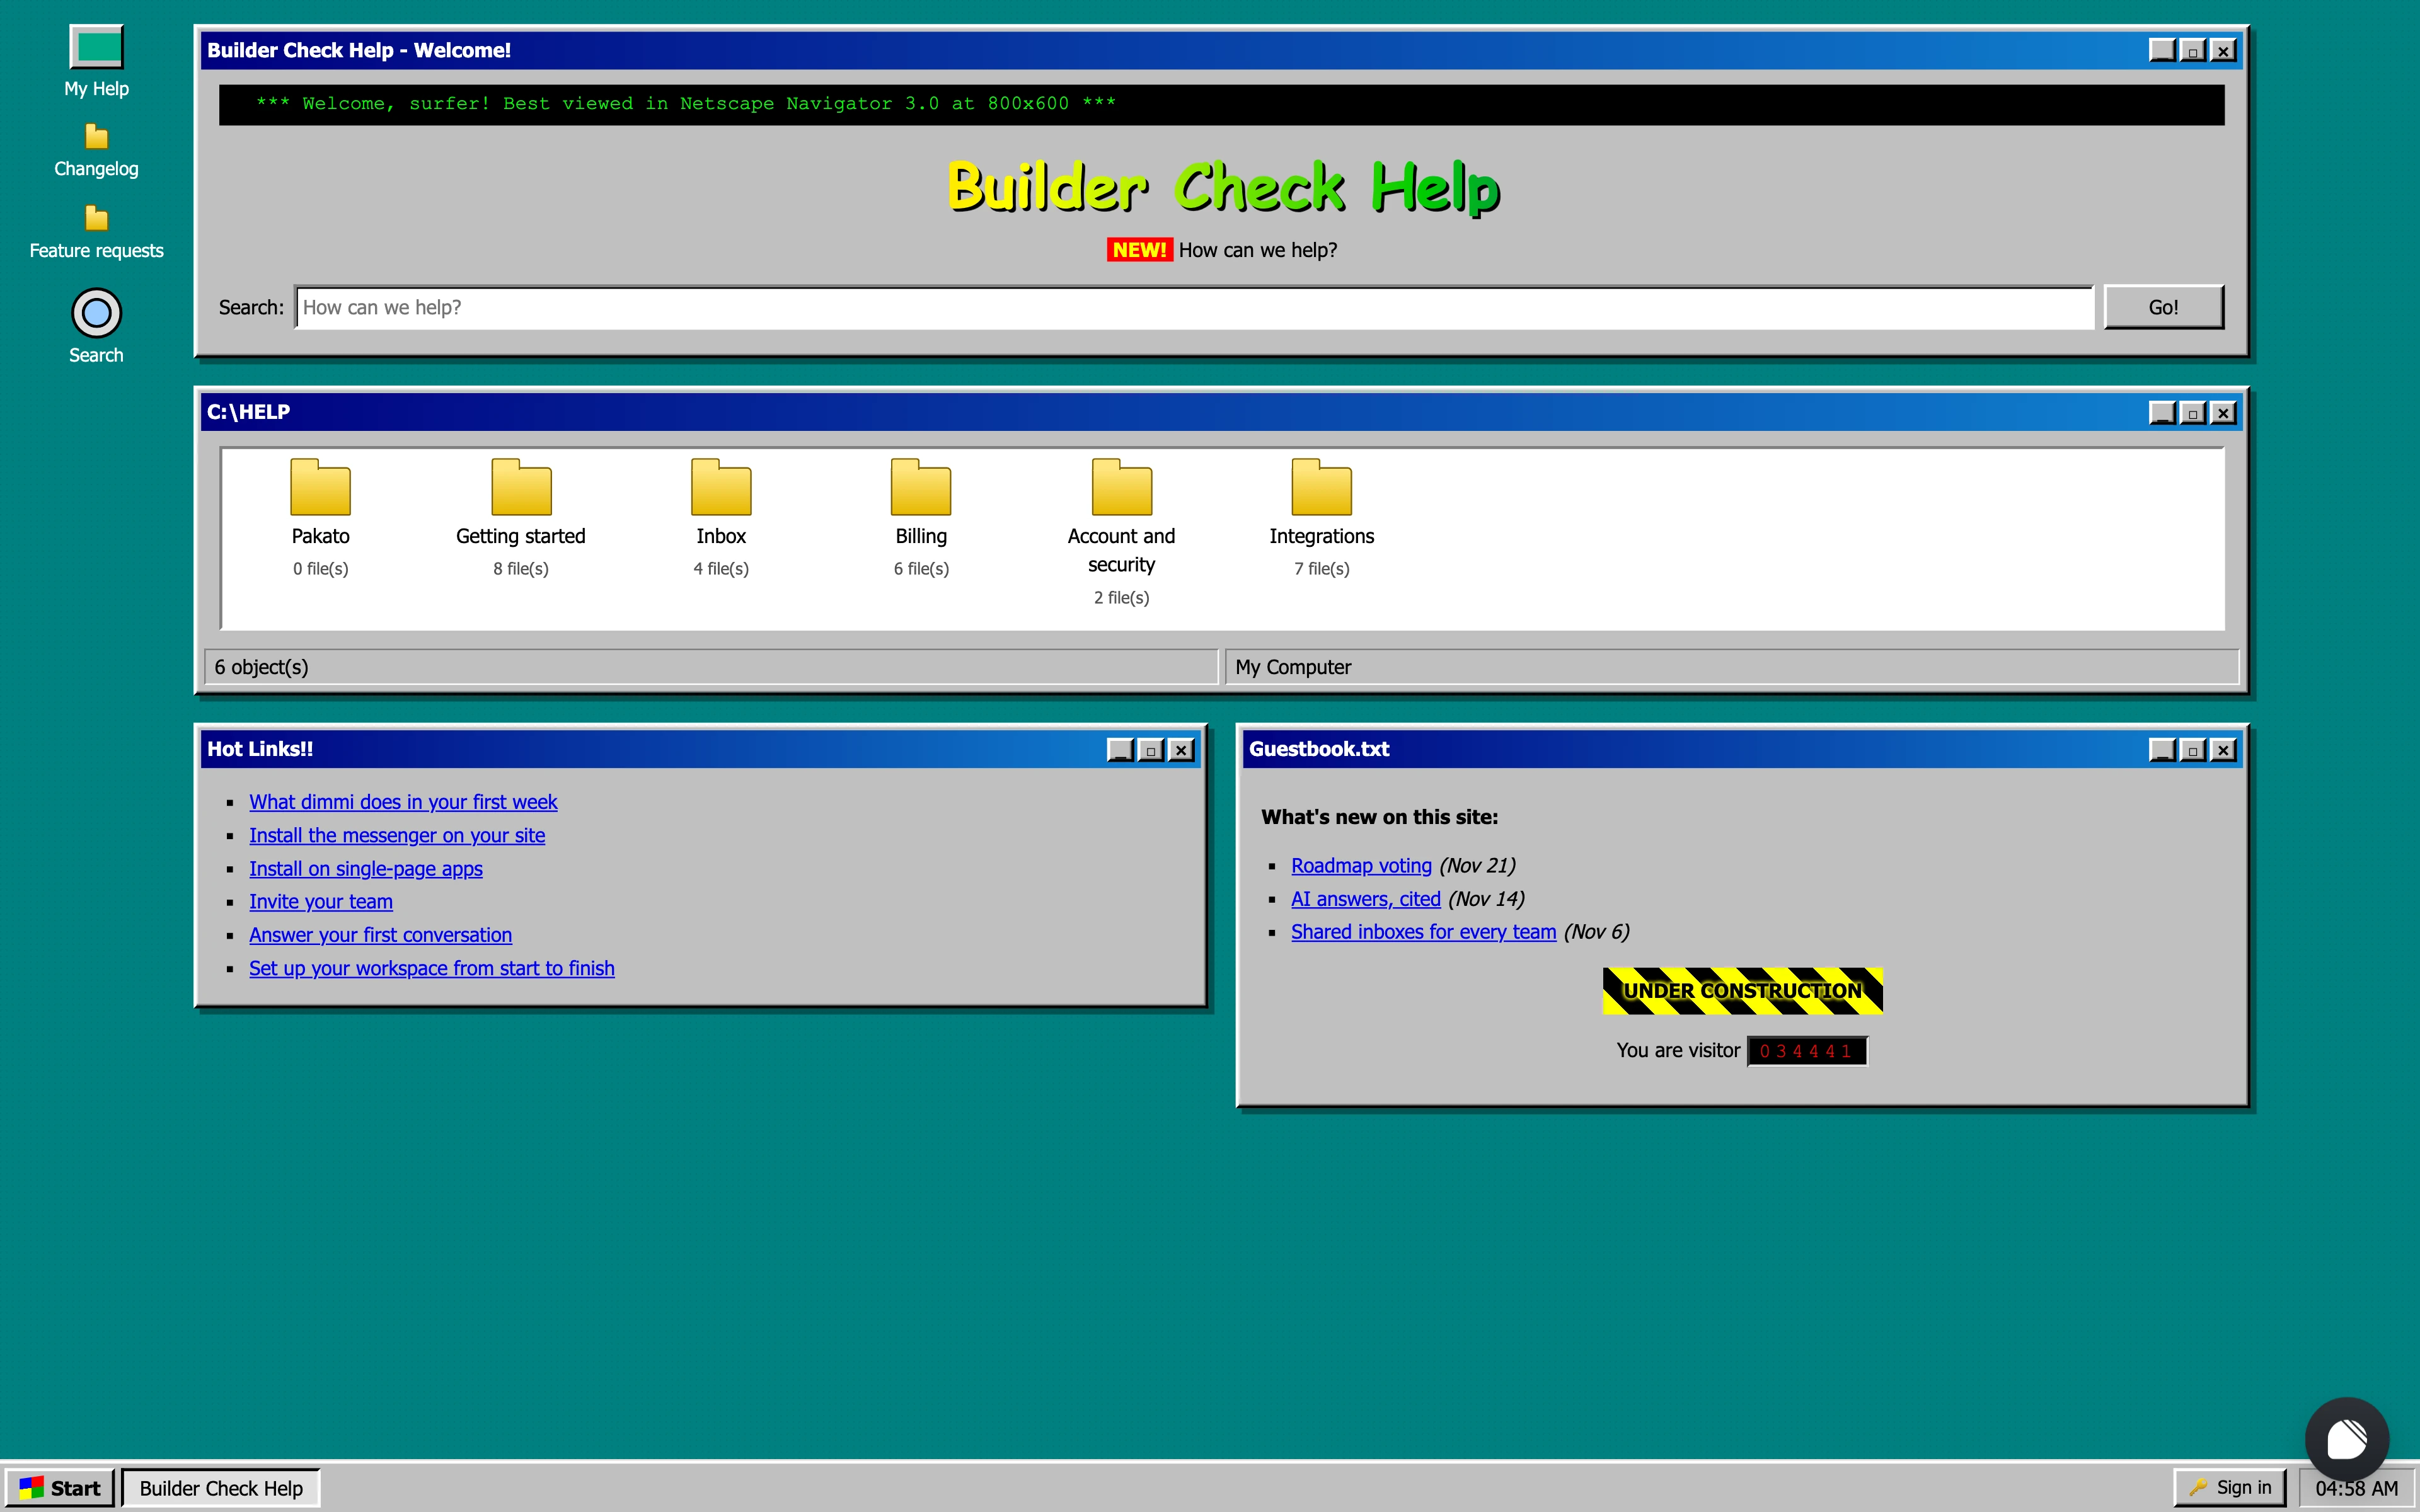 My Help
Changelog
Feature requests
Search
Builder Check Help - Welcome!
*** Welcome, surfer! Best viewed in Netscape Navigator 3.0 at 800x600 ***
Builder Check Help
NEW! How can we help?
Search: How can we help? Go!
C:\HELP
Pakato
0 file(s)
Getting started
8 file(s)
Inbox
4 file(s)
Billing
6 file(s)
Account and
security
2 file(s)
Integrations
7 file(s)
6 object(s)
My Computer
Hot Links!!
What dimmi does in your first week
Install the messenger on your site
Install on single-page apps
Invite your team
Answer your first conversation
Set up your workspace from start to finish
Guestbook.txt
What's new on this site:
Roadmap voting (Nov 21)
AI answers, cited (Nov 14)
Shared inboxes for every team (Nov 6)
UNDER CONSTRUCTION
You are visitor 034441
Start
Builder Check Help
Sign in
04:58 AM